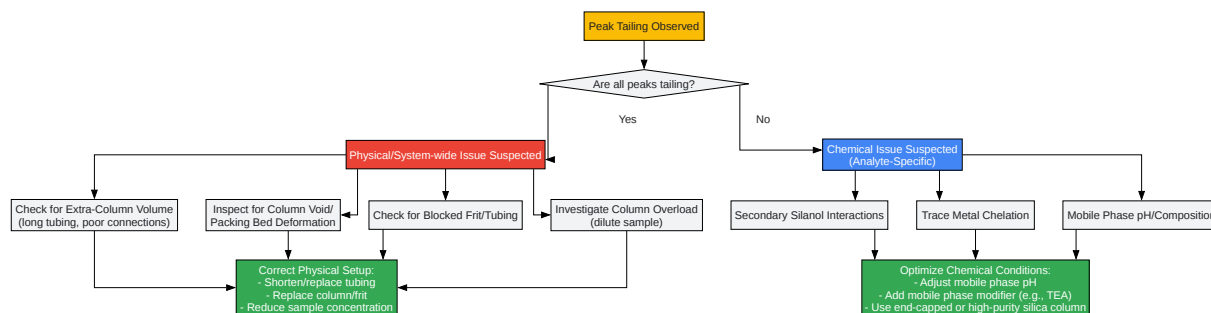 Peak Tailing Observed
Are all peaks tailing?
Yes
No
Physical/System-wide Issue Suspected
Chemical Issue Suspected
(Analyte-Specific)
Check for Extra-Column Volume
(long tubing, poor connections)
Inspect for Column Void/
Packing Bed Deformation
Check for Blocked Frit/Tubing
Investigate Column Overload
(dilute sample)
Secondary Silanol Interactions
Trace Metal Chelation
Mobile Phase pH/Composition
Correct Physical Setup:
- Shorten/replace tubing
- Replace column/frit
- Reduce sample concentration
Optimize Chemical Conditions:
- Adjust mobile phase pH
- Add mobile phase modifier (e.g., TEA)
- Use end-capped or high-purity silica column